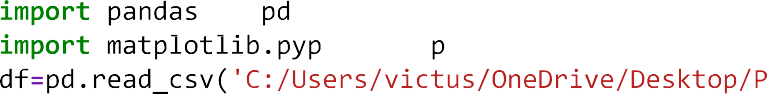 import pandas pd
import matplotlib.pyp p
df=pd.read_csv('C:/Users/victus/OneDrive/Desktop/P